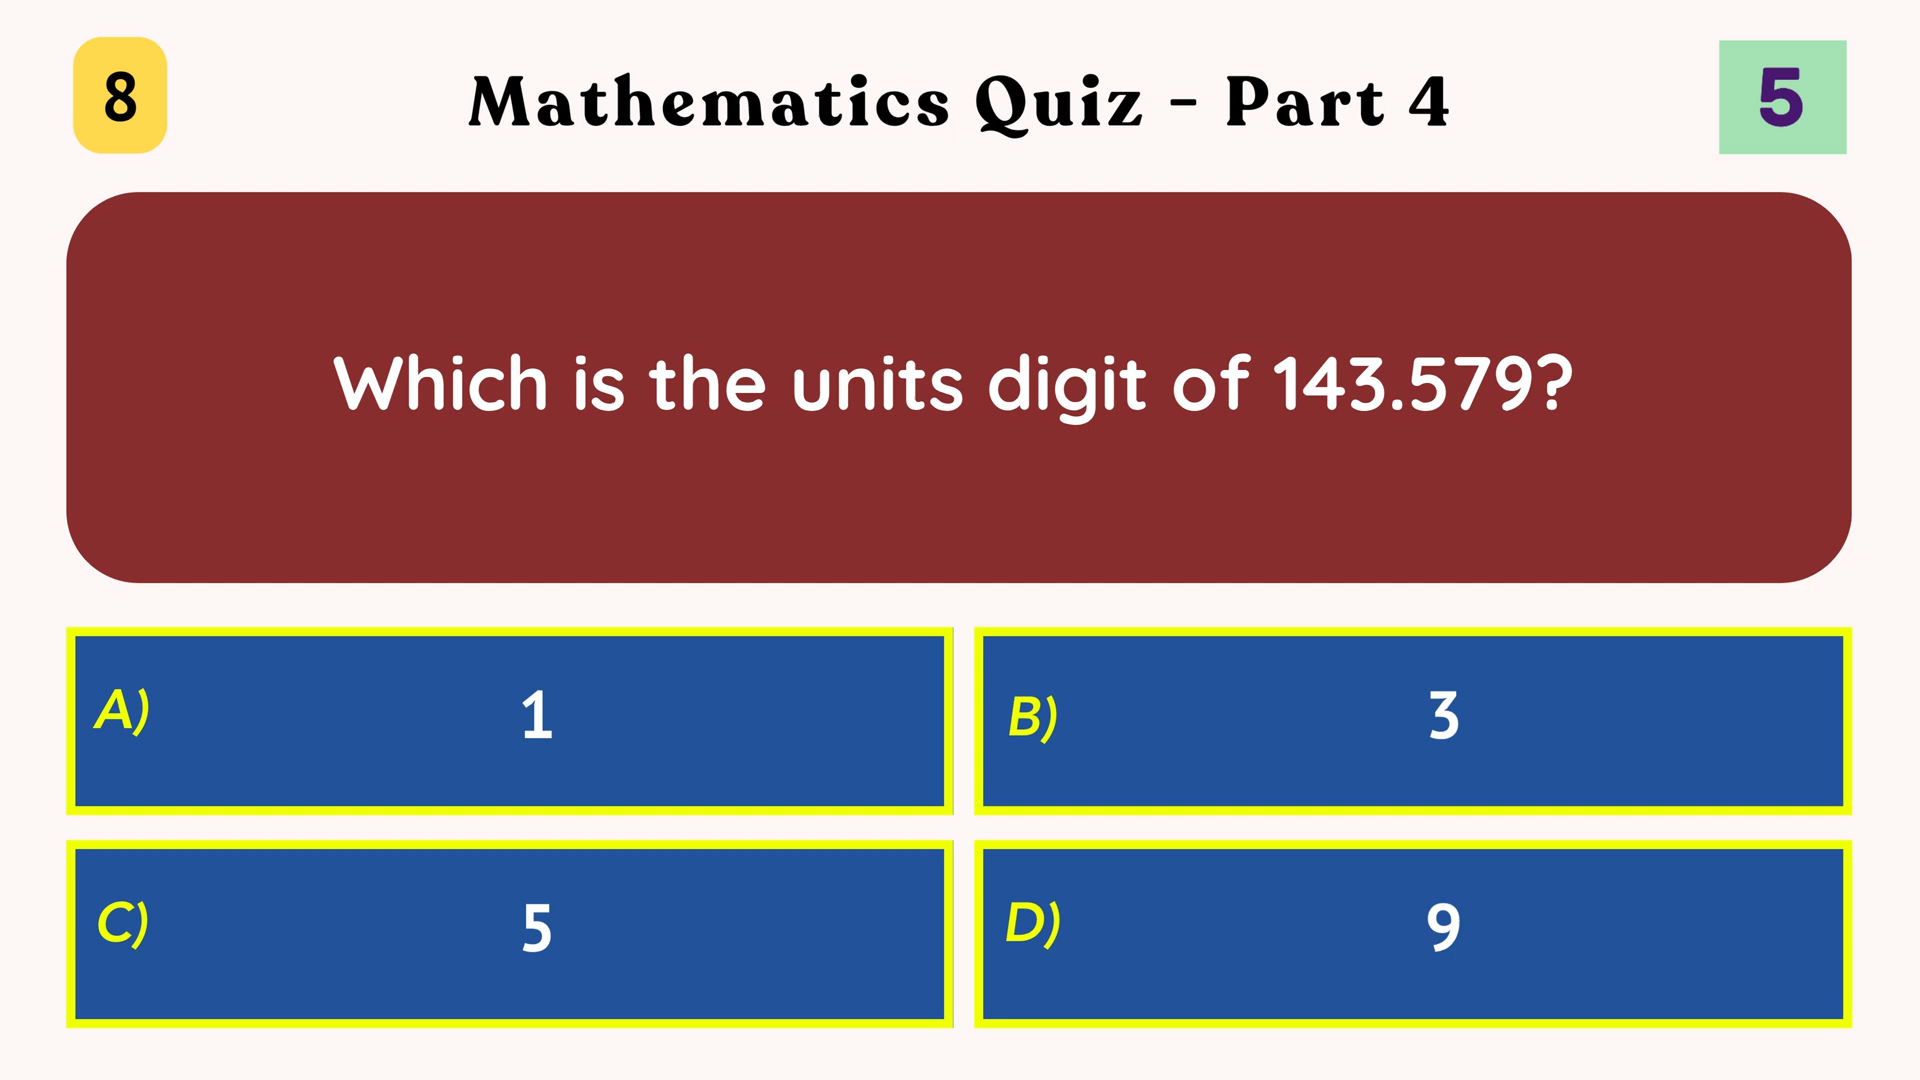 8
Mathematics Quiz - Part 4
5
Which is the units digit of 143.579?
A) 1
B) 3
C) 5
D) 9